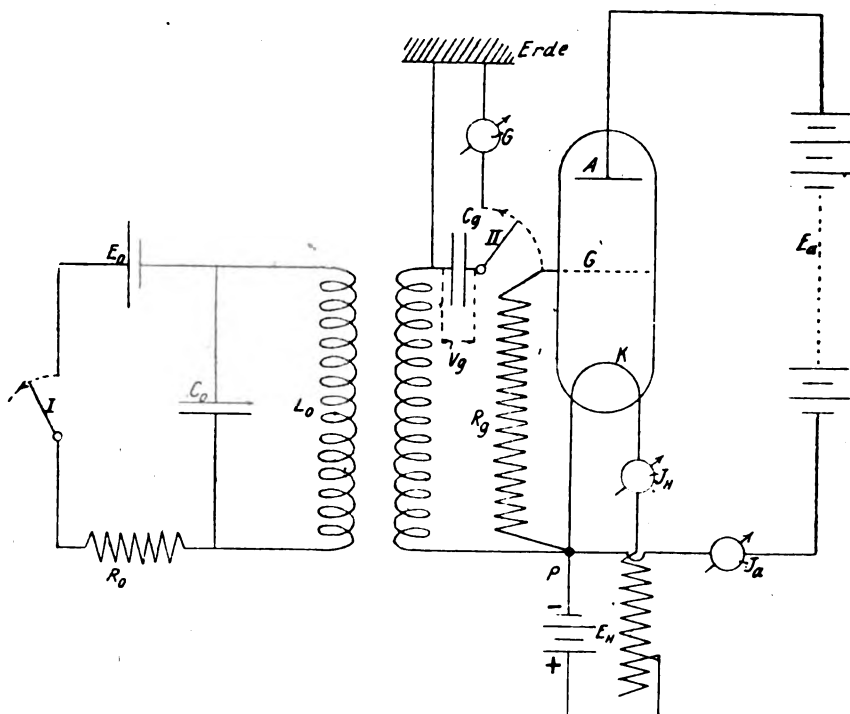 Erde
G
A
C_g
II
E_0
G'
E_a
V_g
K
I
C_0
L_0
R_g
J_H
R_0
P
J_a
-
E_H
+